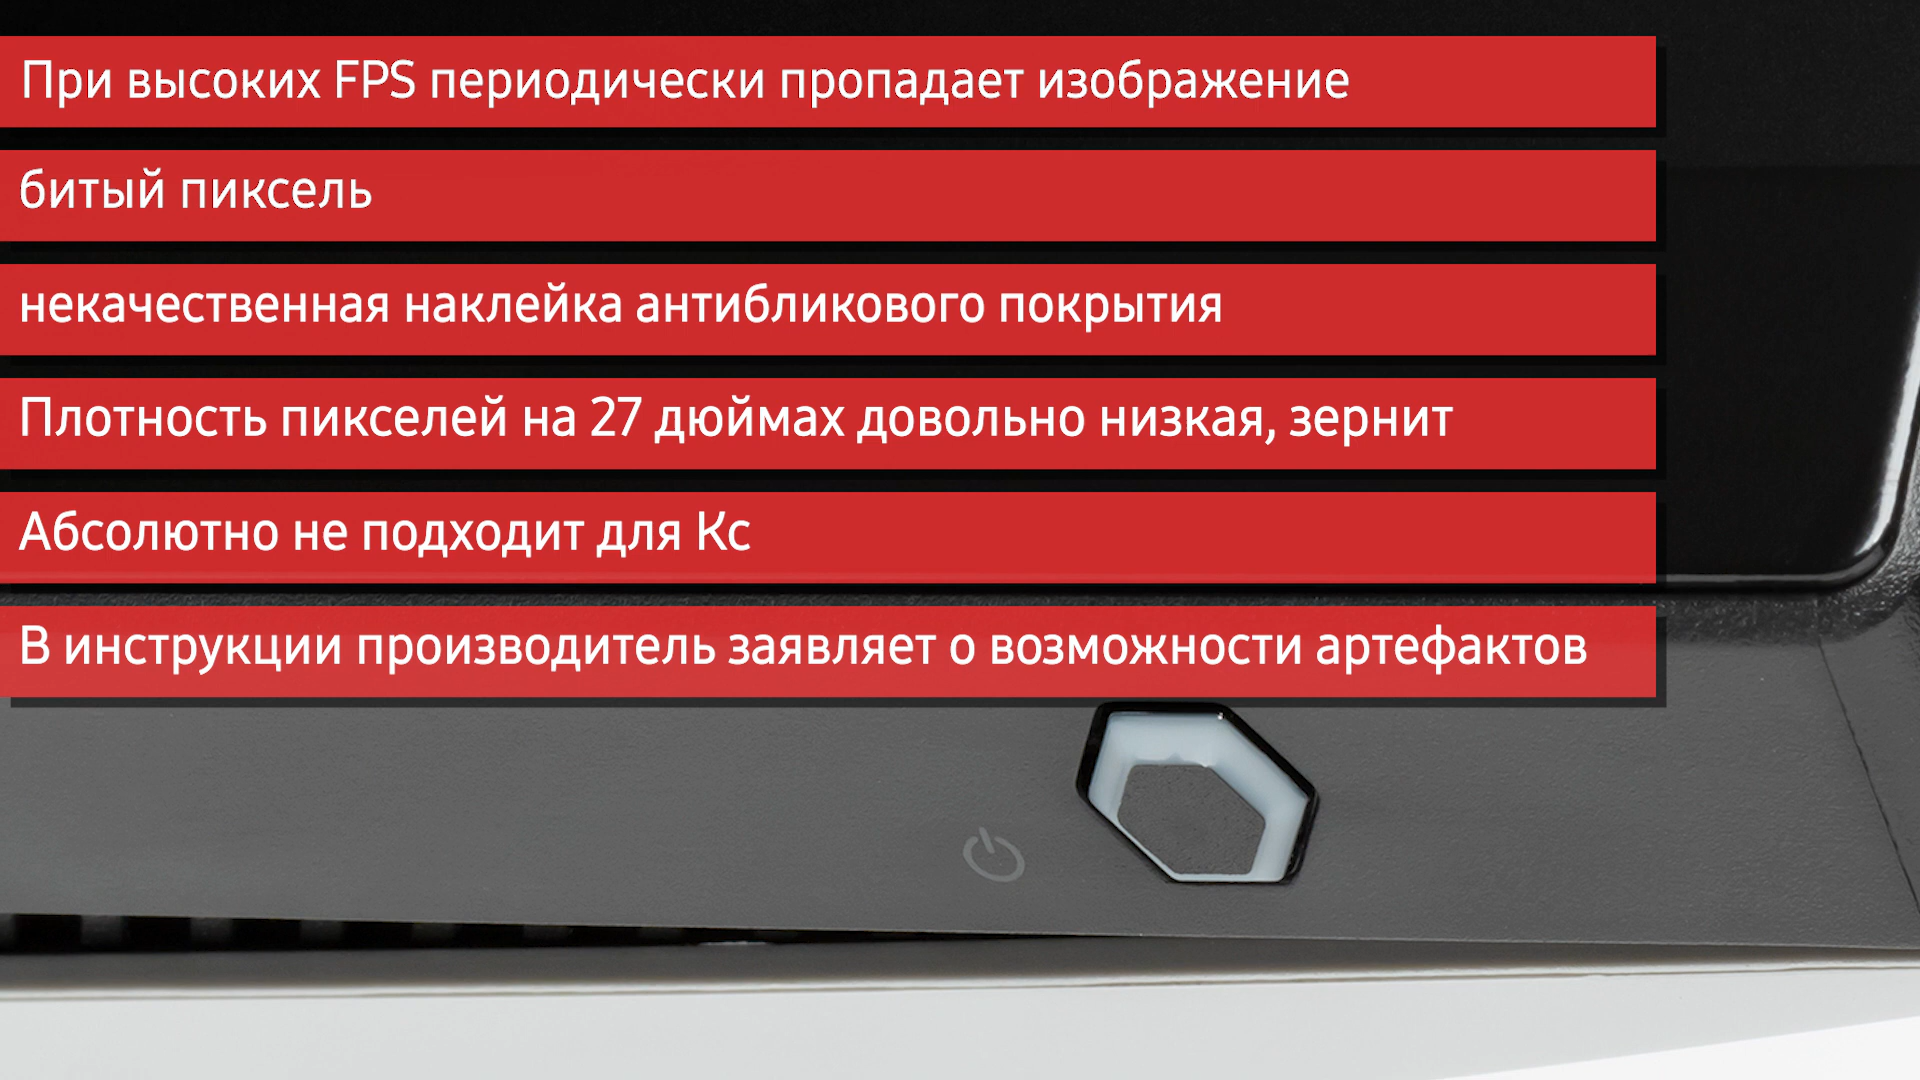 При высоких FPS периодически пропадает изображение
битый пиксель
некачественная наклейка антибликового покрытия
Плотность пикселей на 27 дюймах довольно низкая, зернит
Абсолютно не подходит для Кс
В инструкции производитель заявляет о возможности артефактов